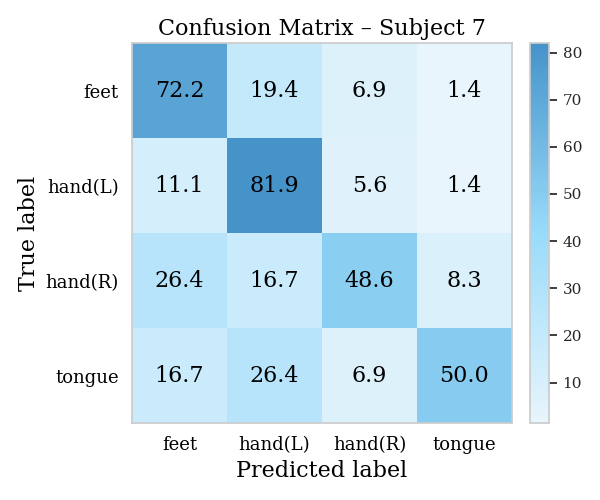 Confusion Matrix – Subject 7
feet 72.2 19.4 6.9 1.4
hand(L) 11.1 81.9 5.6 1.4
hand(R) 26.4 16.7 48.6 8.3
tongue 16.7 26.4 6.9 50.0
feet hand(L) hand(R) tongue
Predicted label
True label
80
70
60
50
40
30
20
10